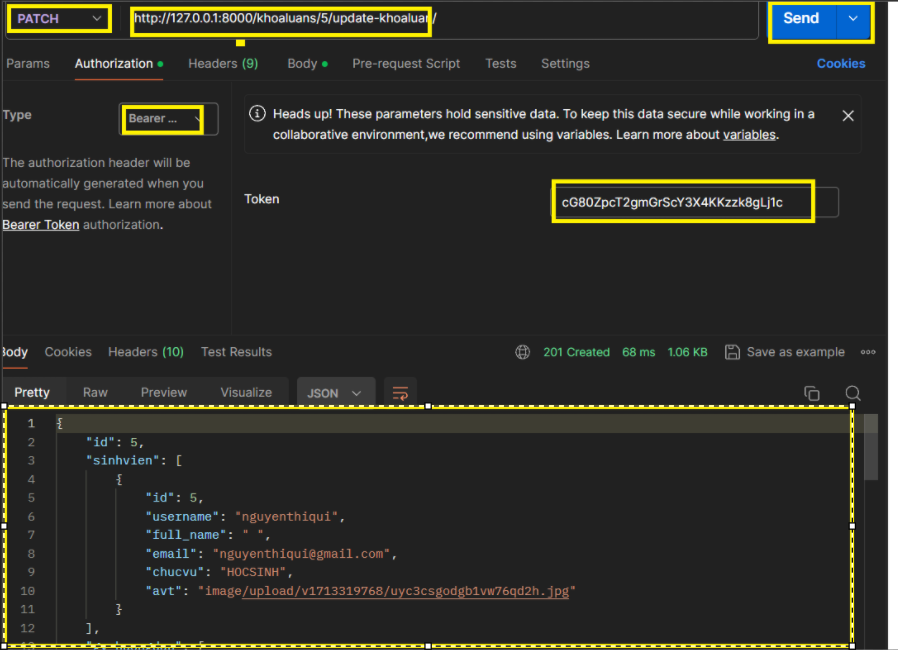 PATCH http://127.0.0.1:8000/khoaluans/5/update-khoaluan/ Send
Params Authorization Headers (9) Body Pre-request Script Tests Settings Cookies
Type
Bearer ...
The authorization header will be
automatically generated when you
send the request. Learn more about
Bearer Token authorization.
Heads up! These parameters hold sensitive data. To keep this data secure while working in a
collaborative environment,we recommend using variables. Learn more about variables.
Token cG80ZpcT2gmGrScY3X4KKzzk8gLj1c
Body Cookies Headers (10) Test Results 201 Created 68 ms 1.06 KB Save as example
Pretty Raw Preview Visualize JSON
1 {
2 "id": 5,
3 "sinhvien": [
4 {
5 "id": 5,
6 "username": "nguyenthiqui",
7 "full_name": " ",
8 "email": "nguyenthiqui@gmail.com",
9 "chucvu": "HOCSINH",
10 "avt": "image/upload/v1713319768/uyc3csgodgb1vw76qd2h.jpg"
11 }
12 ],